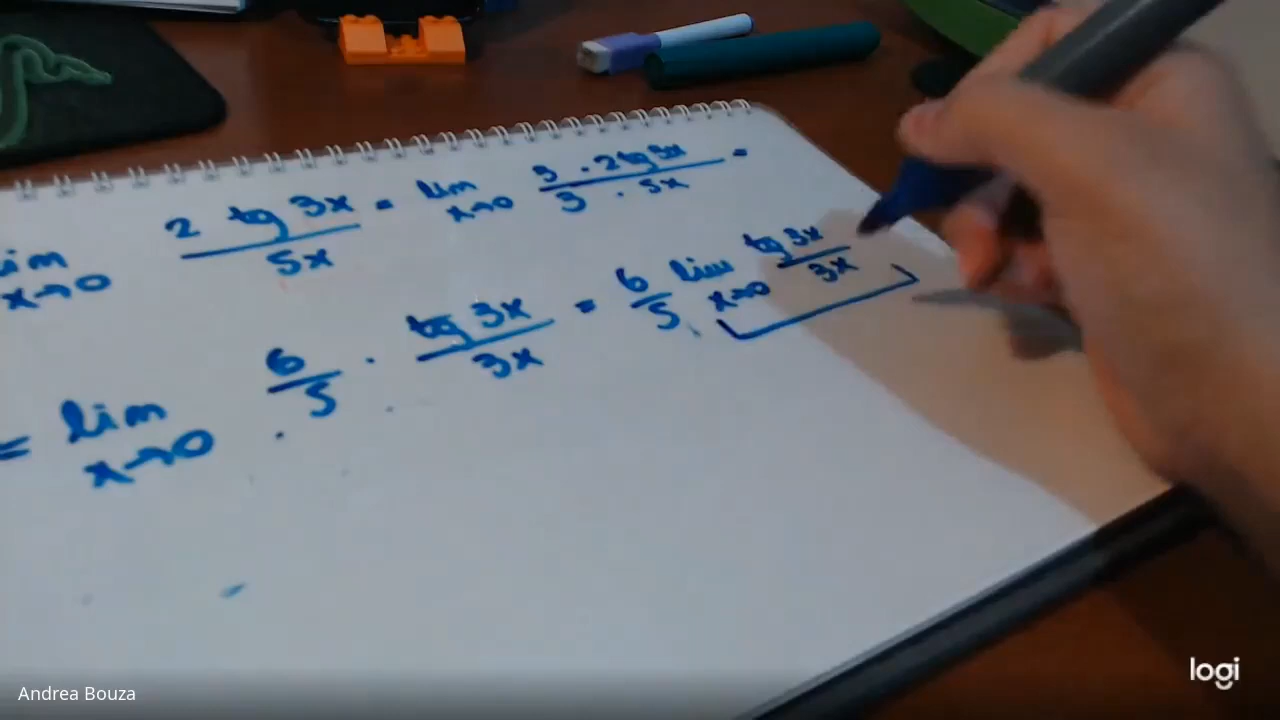 lim x→0 2 tg 3x / 5x = lim x→0 3 · 2 tg 3x / 3 · 5x =
= lim x→0 6/5 · tg 3x / 3x = 6/5 lim x→0 tg 3x / 3x
logi
Andrea Bouza